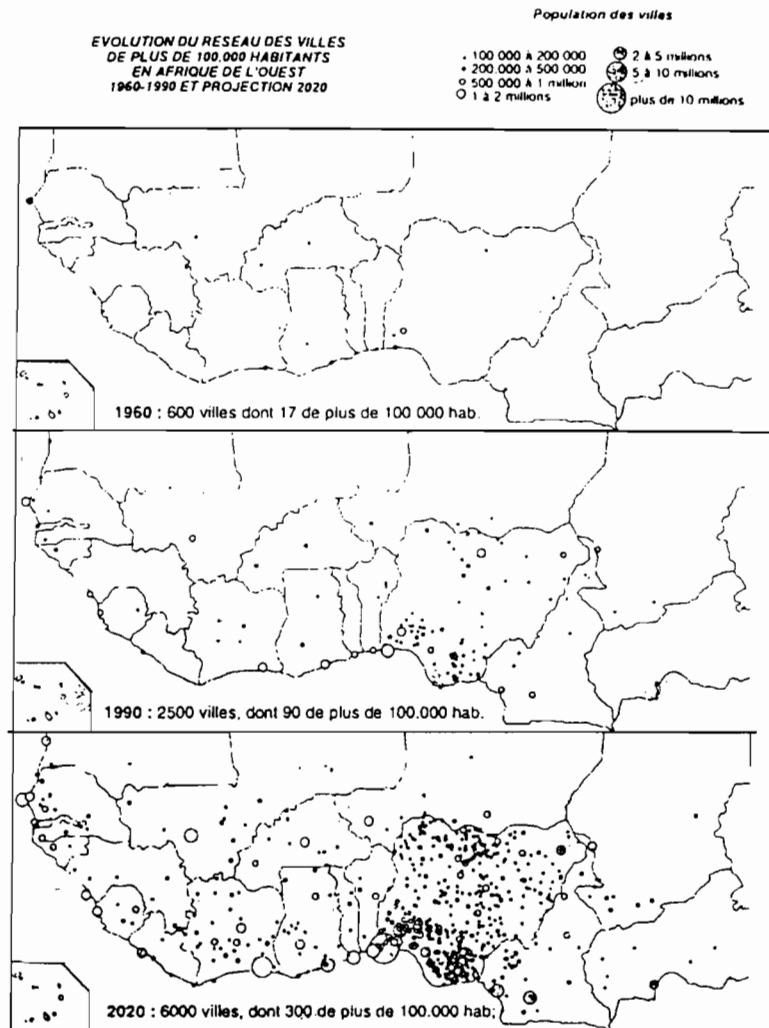 EVOLUTION DU RESEAU DES VILLES
DE PLUS DE 100.000 HABITANTS
EN AFRIQUE DE L'OUEST
1960-1990 ET PROJECTION 2020
Population des villes
100 000 à 200 000
200.000 à 500 000
500 000 à 1 million
1 à 2 millions
2 à 5 millions
5 à 10 millions
plus de 10 millions
1960 : 600 villes dont 17 de plus de 100 000 hab.
1990 : 2500 villes, dont 90 de plus de 100.000 hab.
2020 : 6000 villes, dont 300 de plus de 100.000 hab;